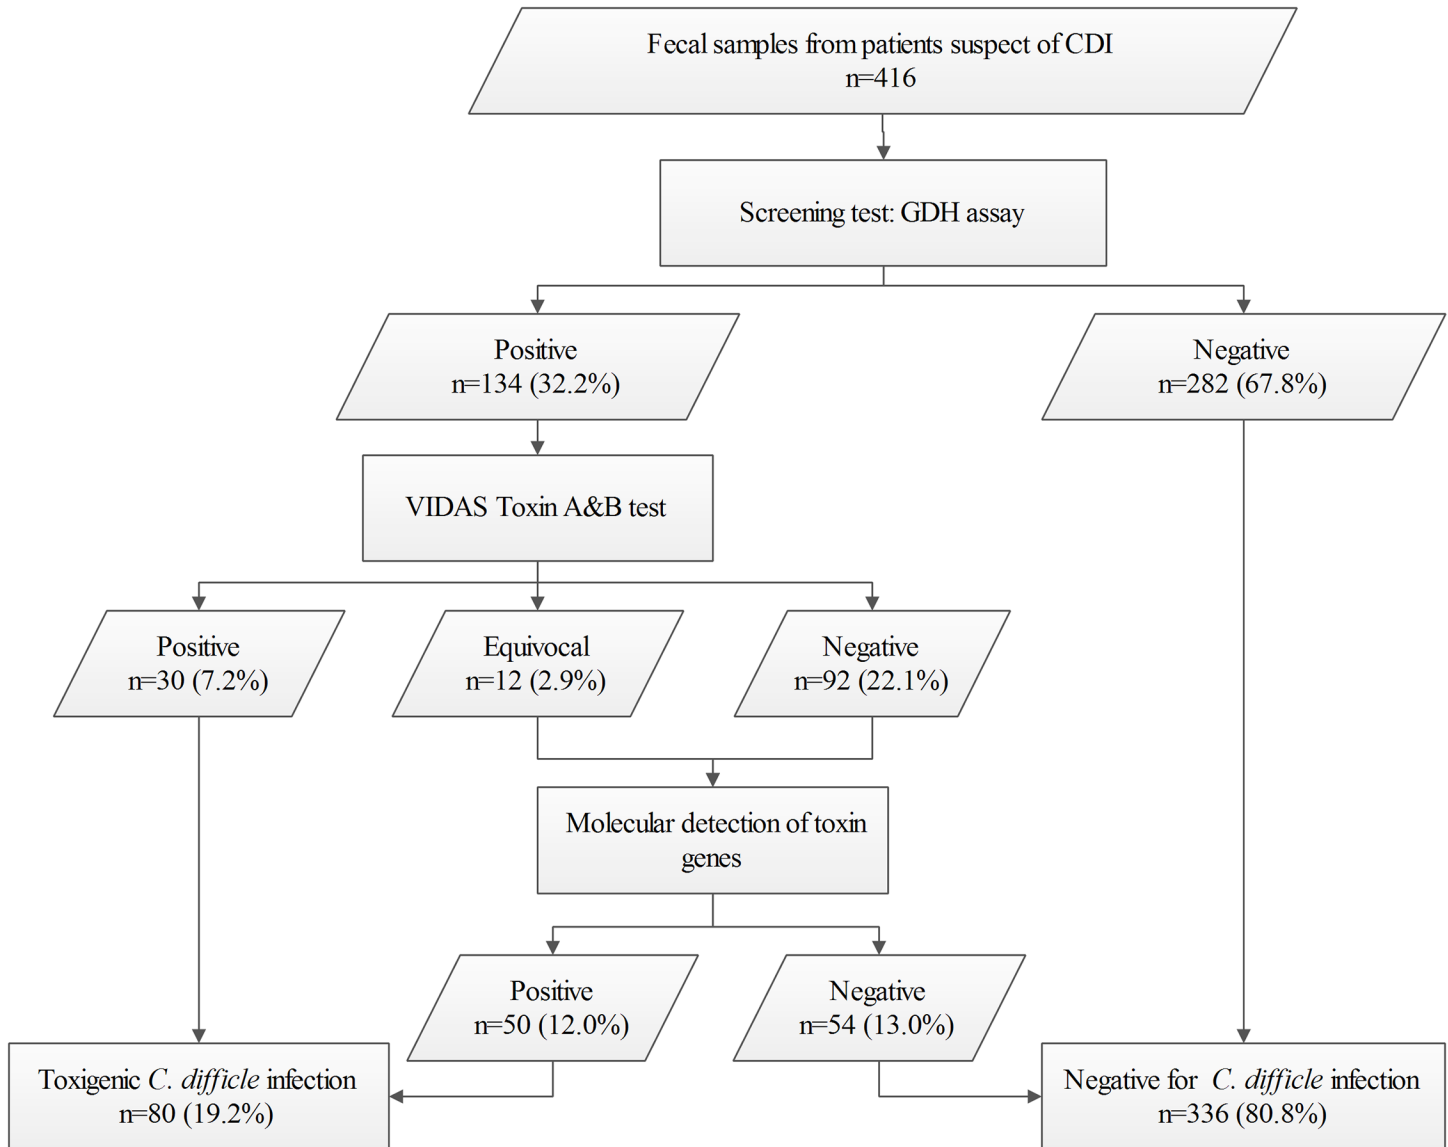 Fecal samples from patients suspect of CDI
n=416
Screening test: GDH assay
Positive
n=134 (32.2%)
Negative
n=282 (67.8%)
VIDAS Toxin A&B test
Positive
n=30 (7.2%)
Equivocal
n=12 (2.9%)
Negative
n=92 (22.1%)
Molecular detection of toxin
genes
Positive
n=50 (12.0%)
Negative
n=54 (13.0%)
Toxigenic C. difficle infection
n=80 (19.2%)
Negative for C. difficle infection
n=336 (80.8%)